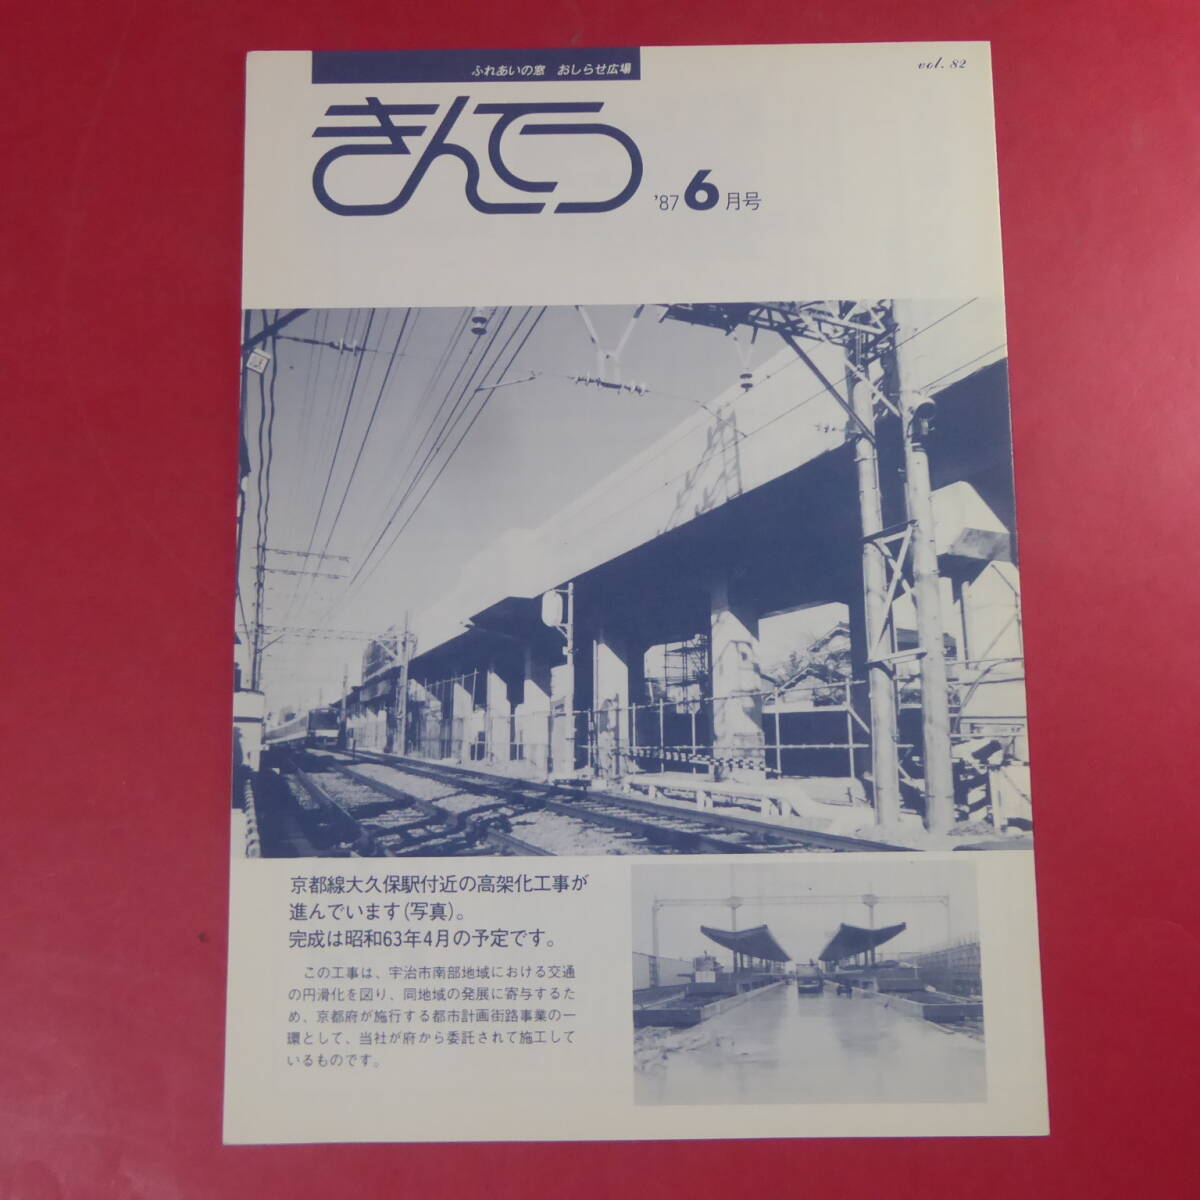 ふれあいの窓　おしらせ広場
vol. 82
きんてつ
'87 6月号
京都線大久保駅付近の高架化工事が
進んでいます(写真)。
完成は昭和63年4月の予定です。
この工事は、宇治市南部地域における交通
の円滑化を図り、同地域の発展に寄与するた
め、京都府が施行する都市計画街路事業の一
環として、当社が府から委託されて施工して
いるものです。